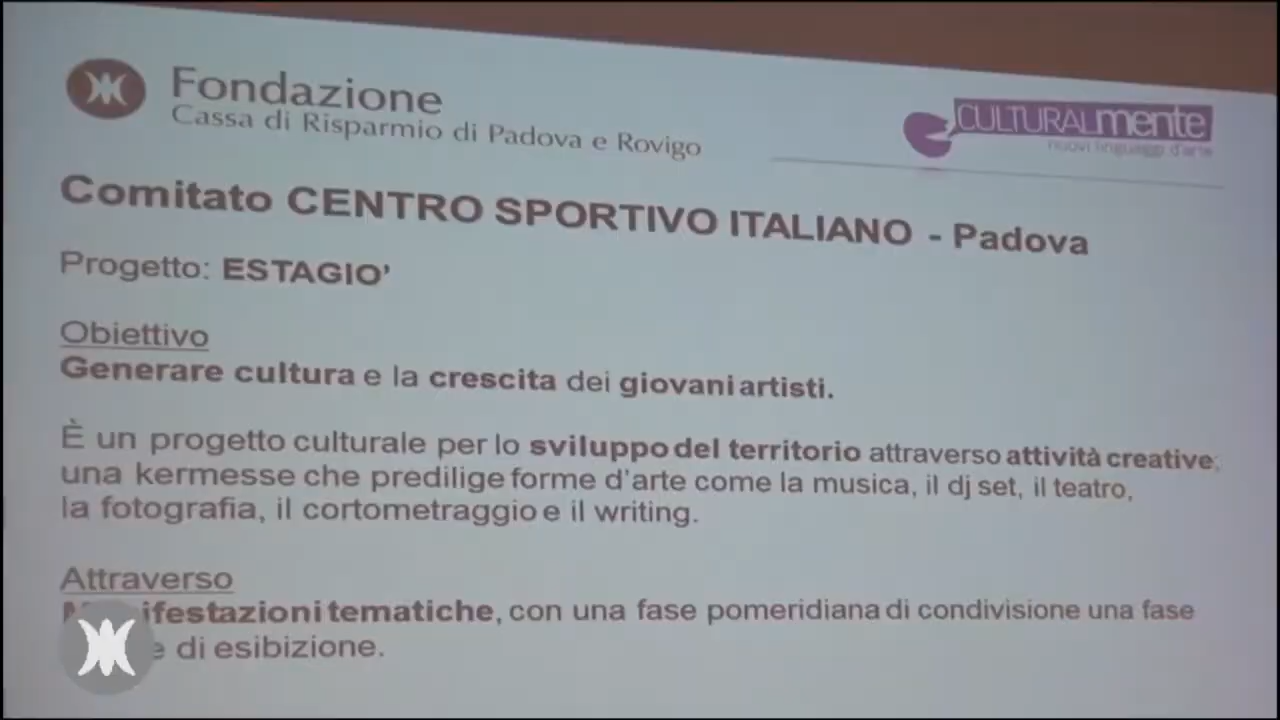 Fondazione
Cassa di Risparmio di Padova e Rovigo
CULTURALmente
nuovi linguaggi d'arte
Comitato CENTRO SPORTIVO ITALIANO - Padova
Progetto: ESTAGIO'
Obiettivo
Generare cultura e la crescita dei giovani artisti.
È un progetto culturale per lo sviluppo del territorio attraverso attività creative;
una kermesse che predilige forme d'arte come la musica, il dj set, il teatro,
la fotografia, il cortometraggio e il writing.
Attraverso
tematiche, con una fase pomeridiana di condivisione una fase
di esibizione.